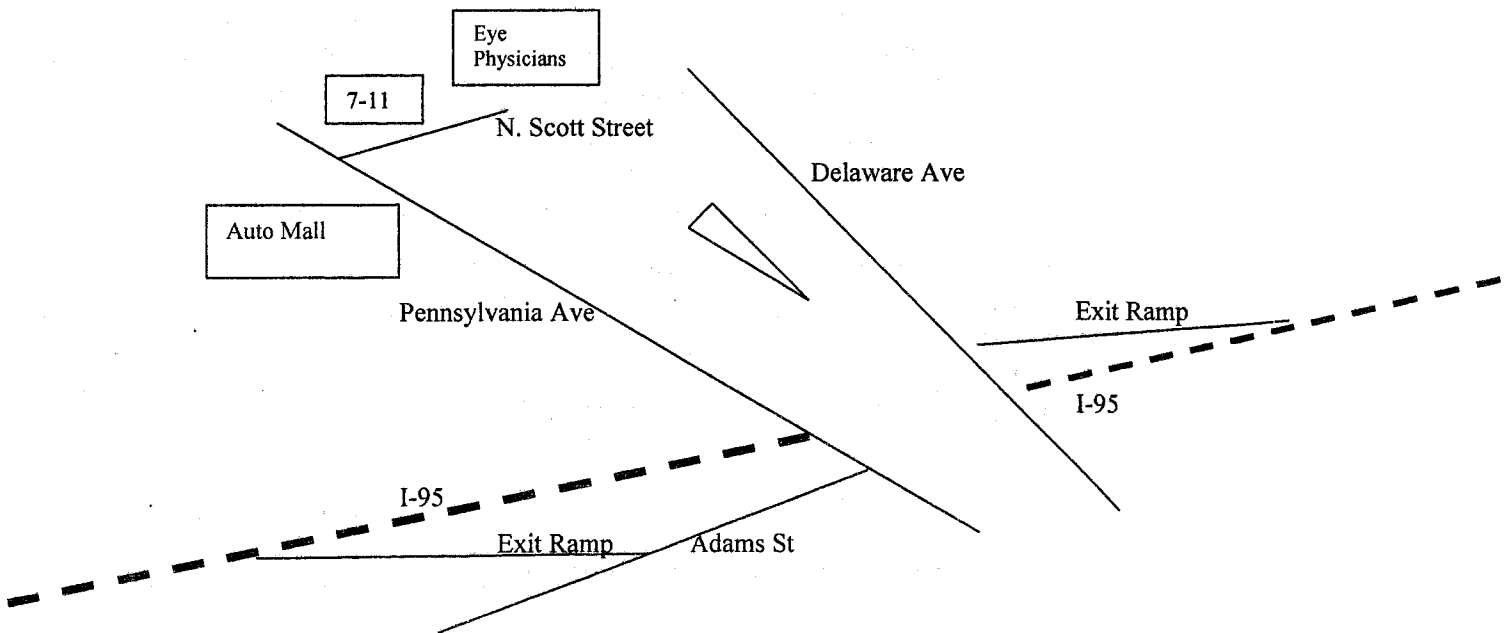 Eye
Physicians
7-11
N. Scott Street
Delaware Ave
Auto Mall
Pennsylvania Ave
Exit Ramp
I-95
I-95
Exit Ramp
Adams St